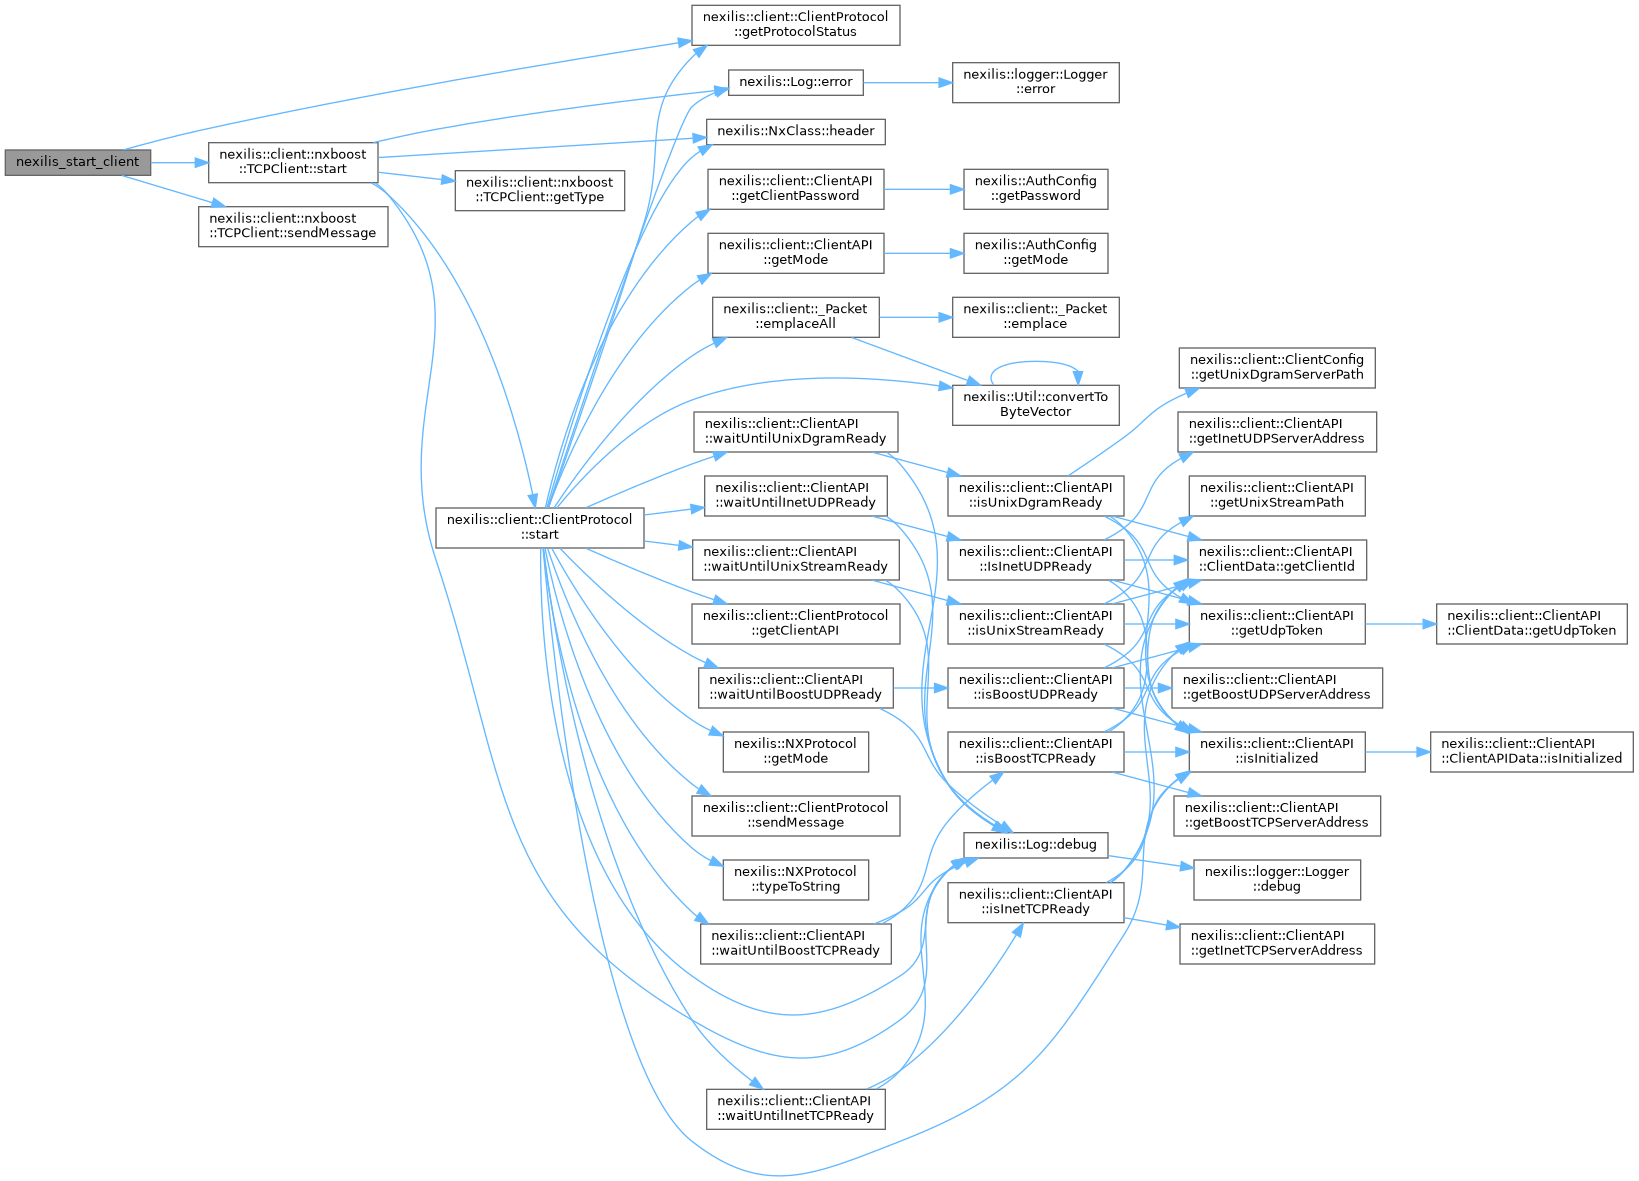 nexilis_start_client
nexilis::client::nxboost
::TCPClient::start
nexilis::client::nxboost
::TCPClient::sendMessage
nexilis::client::nxboost
::TCPClient::getType
nexilis::client::ClientProtocol
::start
nexilis::client::ClientProtocol
::getProtocolStatus
nexilis::Log::error
nexilis::NxClass::header
nexilis::client::ClientAPI
::getClientPassword
nexilis::client::ClientAPI
::getMode
nexilis::client::_Packet
::emplaceAll
nexilis::client::ClientAPI
::waitUntilUnixDgramReady
nexilis::client::ClientAPI
::waitUntilInetUDPReady
nexilis::client::ClientAPI
::waitUntilUnixStreamReady
nexilis::client::ClientProtocol
::getClientAPI
nexilis::client::ClientAPI
::waitUntilBoostUDPReady
nexilis::NXProtocol
::getMode
nexilis::client::ClientProtocol
::sendMessage
nexilis::NXProtocol
::typeToString
nexilis::client::ClientAPI
::waitUntilBoostTCPReady
nexilis::client::ClientAPI
::waitUntilInetTCPReady
nexilis::logger::Logger
::error
nexilis::AuthConfig
::getPassword
nexilis::AuthConfig
::getMode
nexilis::client::_Packet
::emplace
nexilis::Util::convertTo
ByteVector
nexilis::client::ClientAPI
::isUnixDgramReady
nexilis::client::ClientAPI
::IsInetUDPReady
nexilis::client::ClientAPI
::isUnixStreamReady
nexilis::client::ClientAPI
::isBoostUDPReady
nexilis::client::ClientAPI
::isBoostTCPReady
nexilis::Log::debug
nexilis::client::ClientAPI
::isInetTCPReady
nexilis::client::ClientConfig
::getUnixDgramServerPath
nexilis::client::ClientAPI
::getInetUDPServerAddress
nexilis::client::ClientAPI
::getUnixStreamPath
nexilis::client::ClientAPI
::ClientData::getClientId
nexilis::client::ClientAPI
::getUdpToken
nexilis::client::ClientAPI
::getBoostUDPServerAddress
nexilis::client::ClientAPI
::isInitialized
nexilis::client::ClientAPI
::getBoostTCPServerAddress
nexilis::logger::Logger
::debug
nexilis::client::ClientAPI
::getInetTCPServerAddress
nexilis::client::ClientAPI
::ClientData::getUdpToken
nexilis::client::ClientAPI
::ClientAPIData::isInitialized